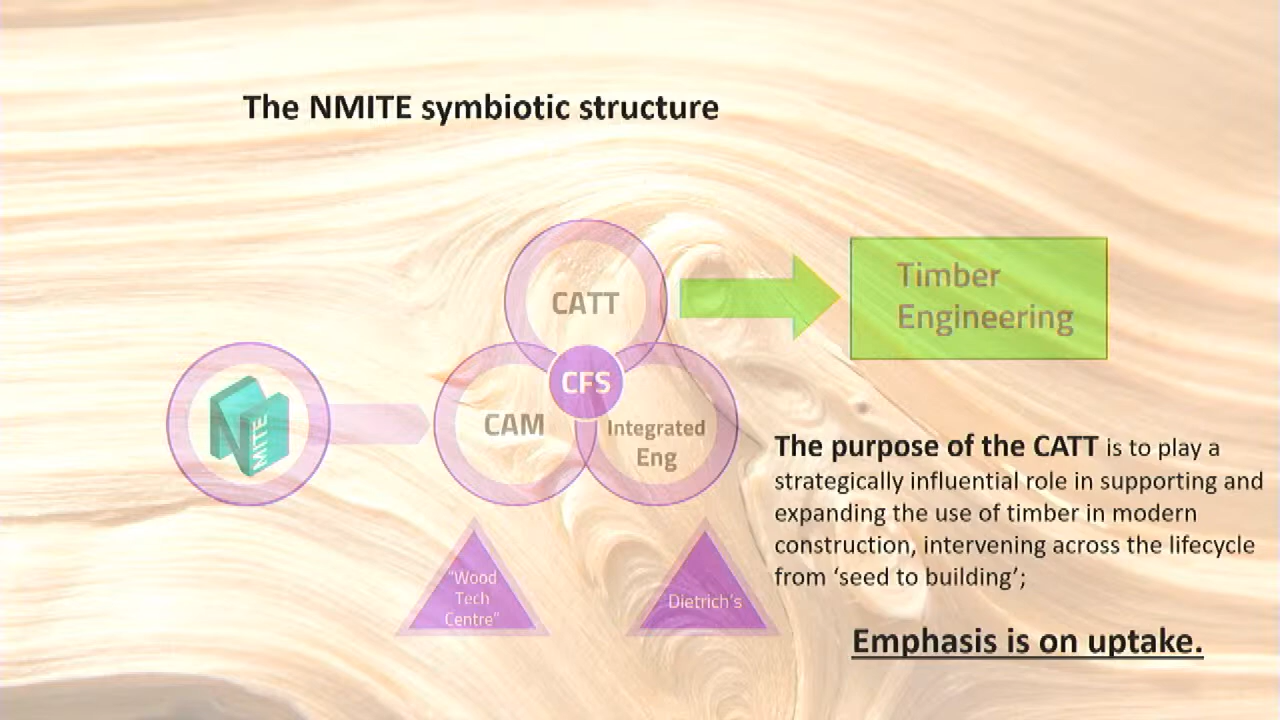 The NMITE symbiotic structure
CATT
Timber
Engineering
CFS
NMITE
CAM
Integrated
Eng
The purpose of the CATT is to play a
strategically influential role in supporting and
expanding the use of timber in modern
construction, intervening across the lifecycle
from ‘seed to building’;
"Wood
Tech
Centre"
Dietrich's
Emphasis is on uptake.